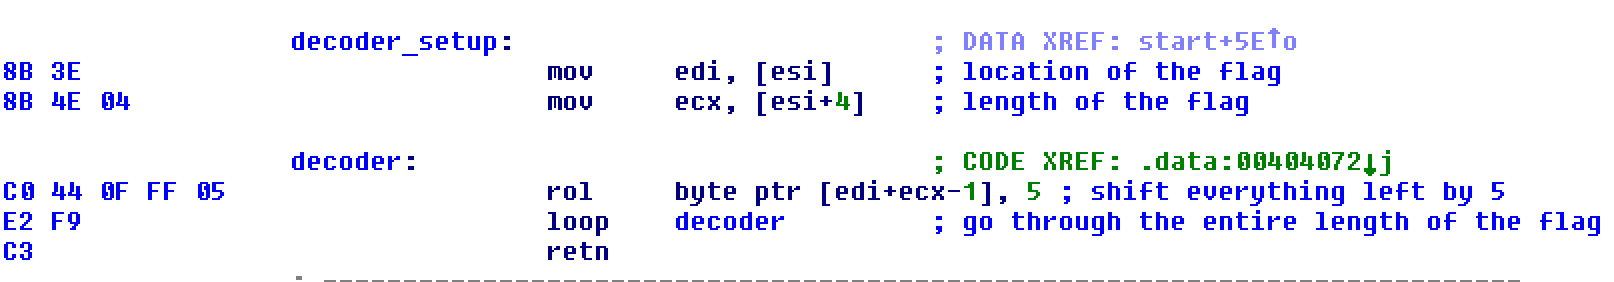 decoder_setup: ; DATA XREF: start+5E↑o
8B 3E mov edi, [esi] ; location of the flag
8B 4E 04 mov ecx, [esi+4] ; length of the flag
decoder: ; CODE XREF: .data:00404072↓j
C0 44 0F FF 05 rol byte ptr [edi+ecx-1], 5 ; shift everything left by 5
E2 F9 loop decoder ; go through the entire length of the flag
C3 retn